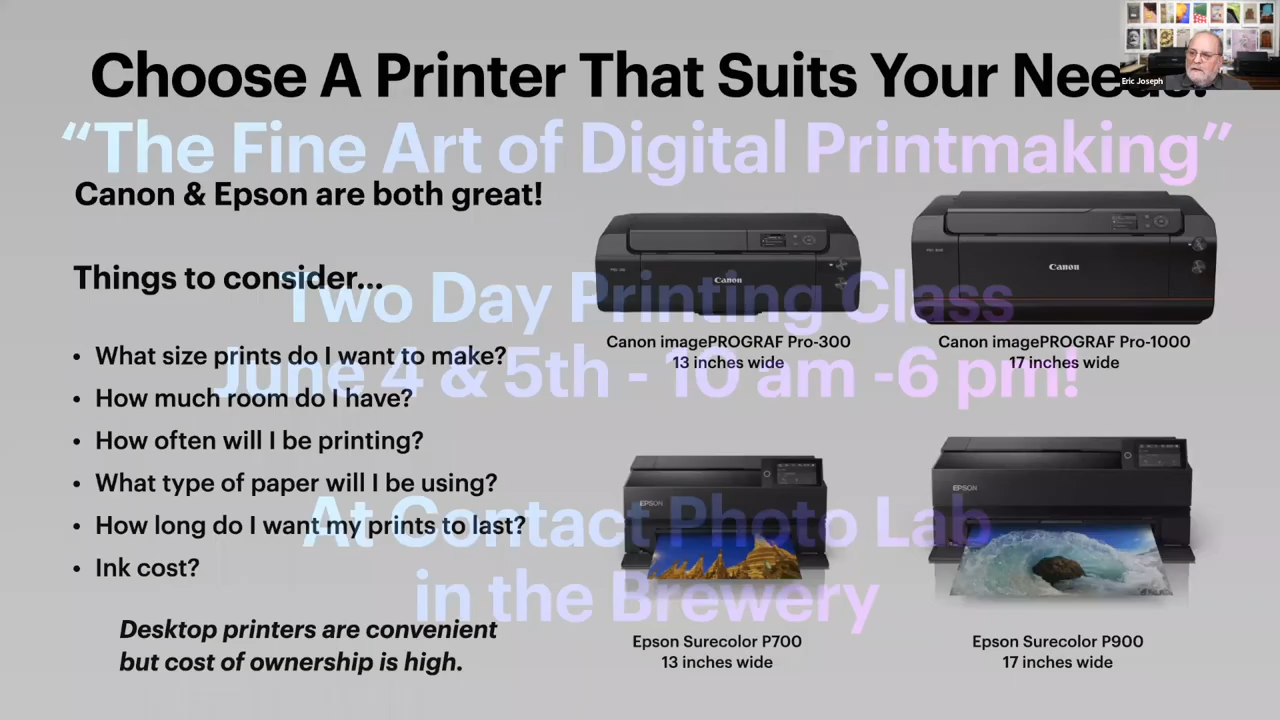 Choose A Printer That Suits Your Needs!
“The Fine Art of Digital Printmaking”
Canon & Epson are both great!
Things to consider...
Two Day Printing Class
June 4 & 5th - 10 am -6 pm!
• What size prints do I want to make?
• How much room do I have?
• How often will I be printing?
• What type of paper will I be using?
• How long do I want my prints to last?
• Ink cost?
At Contact Photo Lab
in the Brewery
Desktop printers are convenient
but cost of ownership is high.
Canon
Canon imagePROGRAF Pro-300
13 inches wide
Canon
Canon imagePROGRAF Pro-1000
17 inches wide
EPSON
Epson Surecolor P700
13 inches wide
EPSON
Epson Surecolor P900
17 inches wide
Eric Joseph